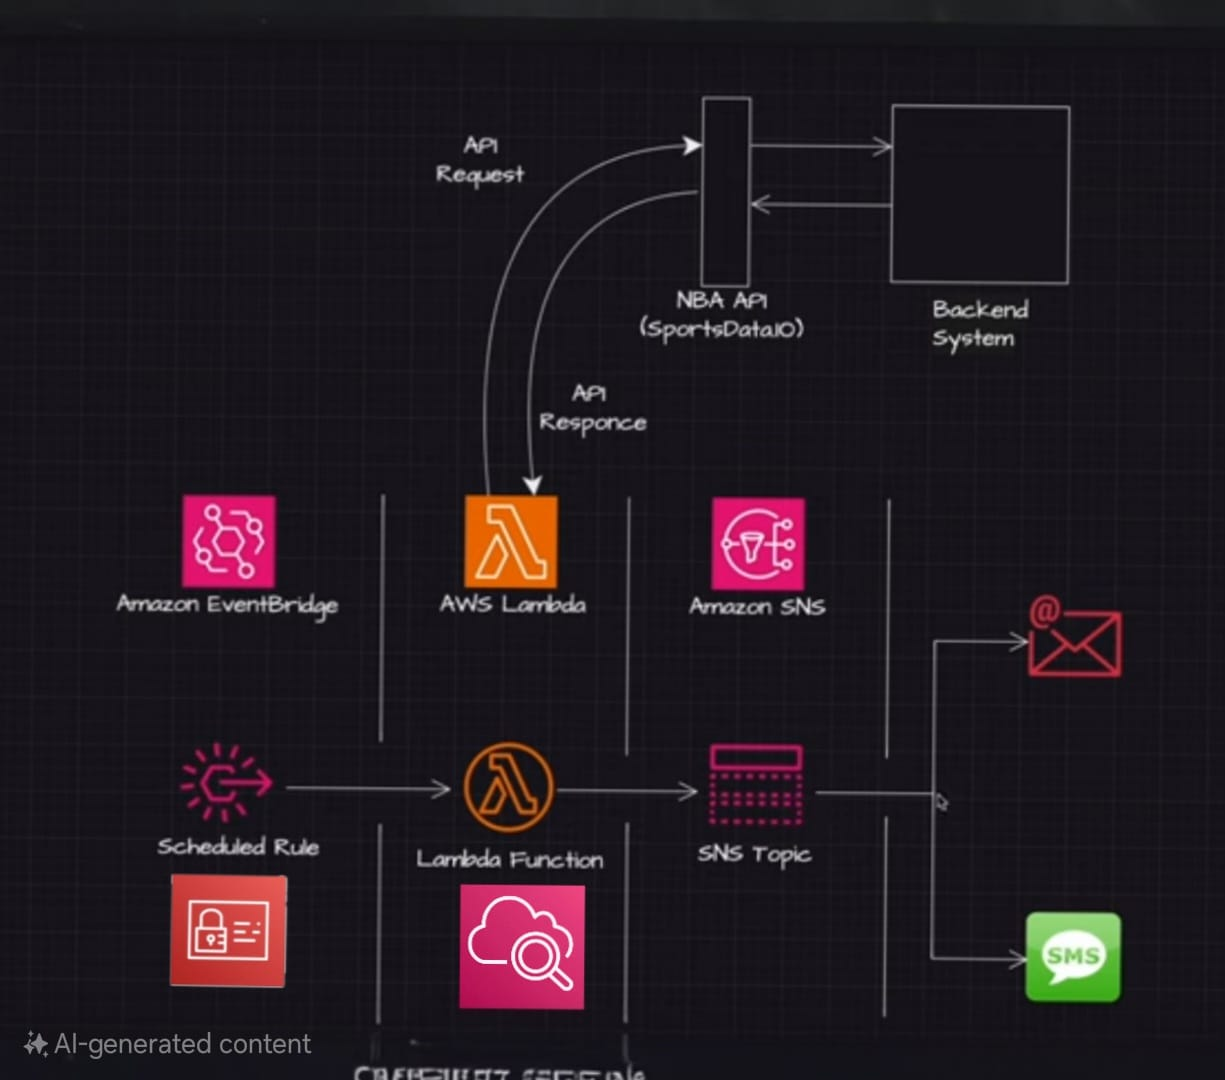 API
Request
NBA API
(SportsDataIO)
Backend
System
API
Responce
Amazon EventBridge
AWS Lambda
Amazon SNS
@
Scheduled Rule
Lambda Function
SNS Topic
SMS
AI-generated content